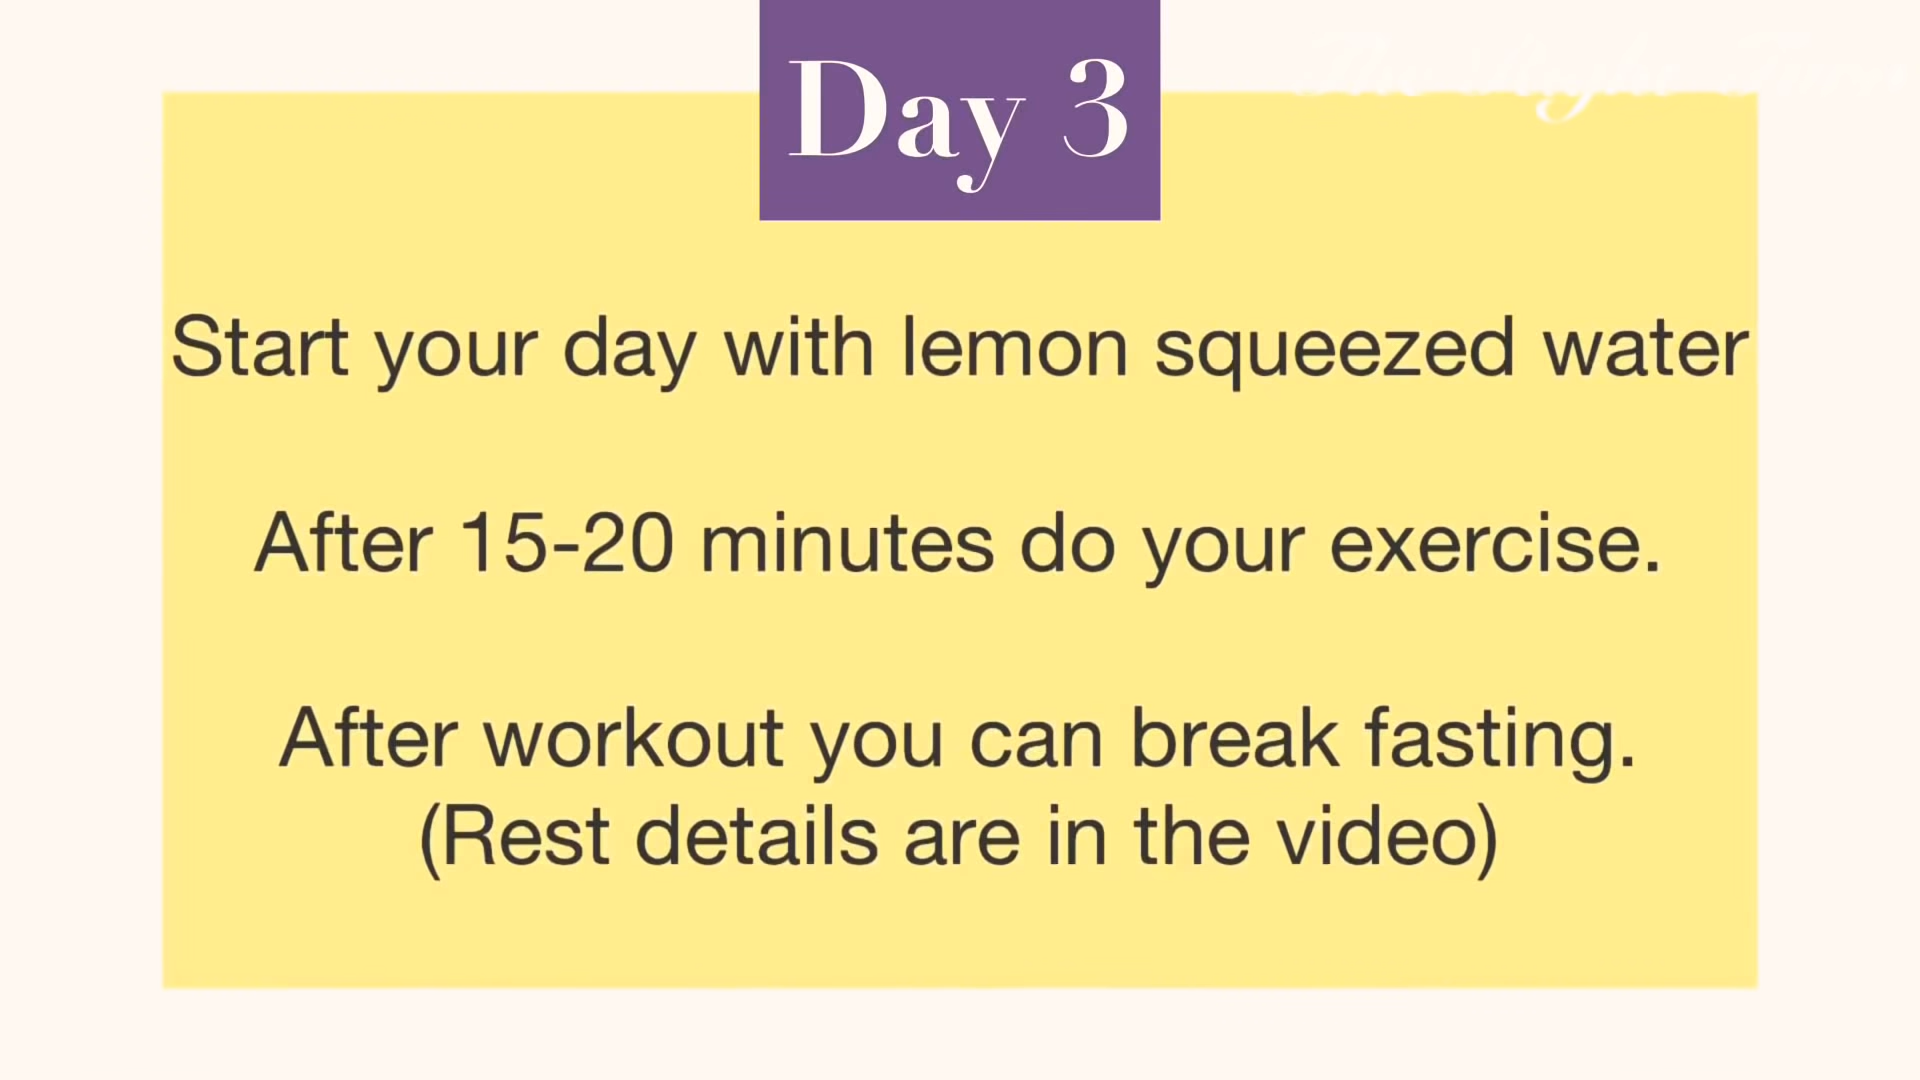 Day 3
Start your day with lemon squeezed water
After 15-20 minutes do your exercise.
After workout you can break fasting.
(Rest details are in the video)